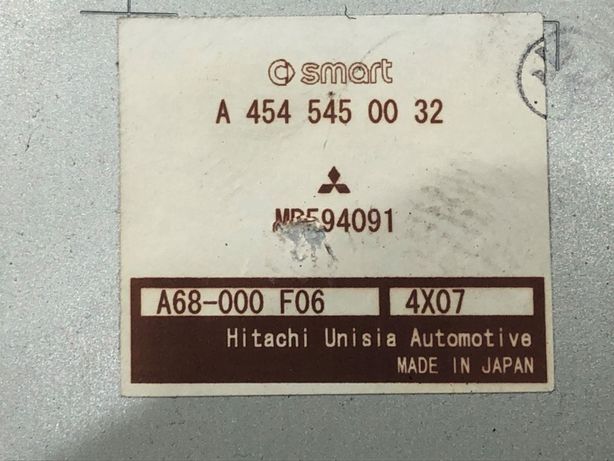 smart
A 454 545 00 32
MR594091
A68-000 F06 4X07
Hitachi Unisia Automotive
MADE IN JAPAN